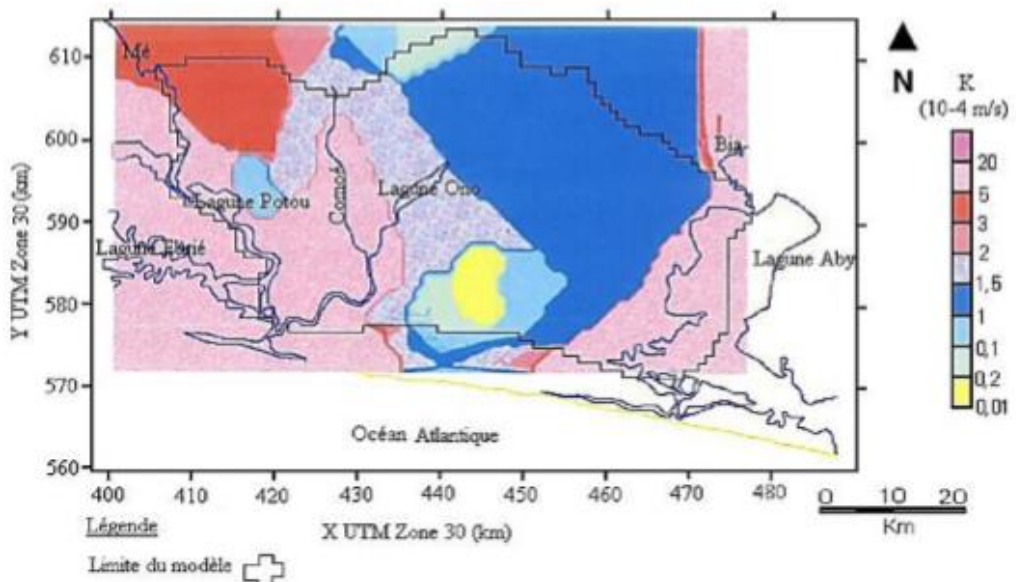 Mé
N
K
(10-4 m/s)
Y UTM Zone 30 (km)
610
600
590
580
570
560
Bia
Comoé
Lagune Ono
Lagune Potou
Lagune
Lagune Aby
20
5
3
2
1,5
1
0,1
0,2
0,01
Océan Atlantique
400 410 420 430 440 450 460 470 480
X UTM Zone 30 (km)
0 10 20
Km
Légende
Limite du modèle